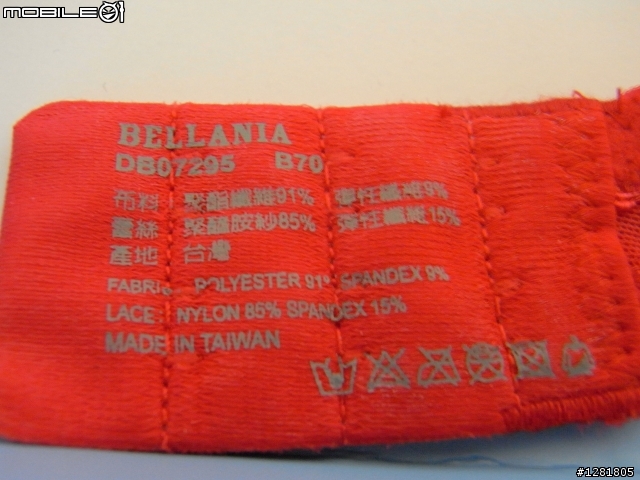 MOBILE01
BELLANIA
DB07295 B70
布料：聚酯纖維91% 彈性纖維9%
蕾絲：聚醯胺紗85% 彈性纖維15%
產地：台灣
FABRIC: POLYESTER 91% SPANDEX 9%
LACE: NYLON 85% SPANDEX 15%
MADE IN TAIWAN
#1281805